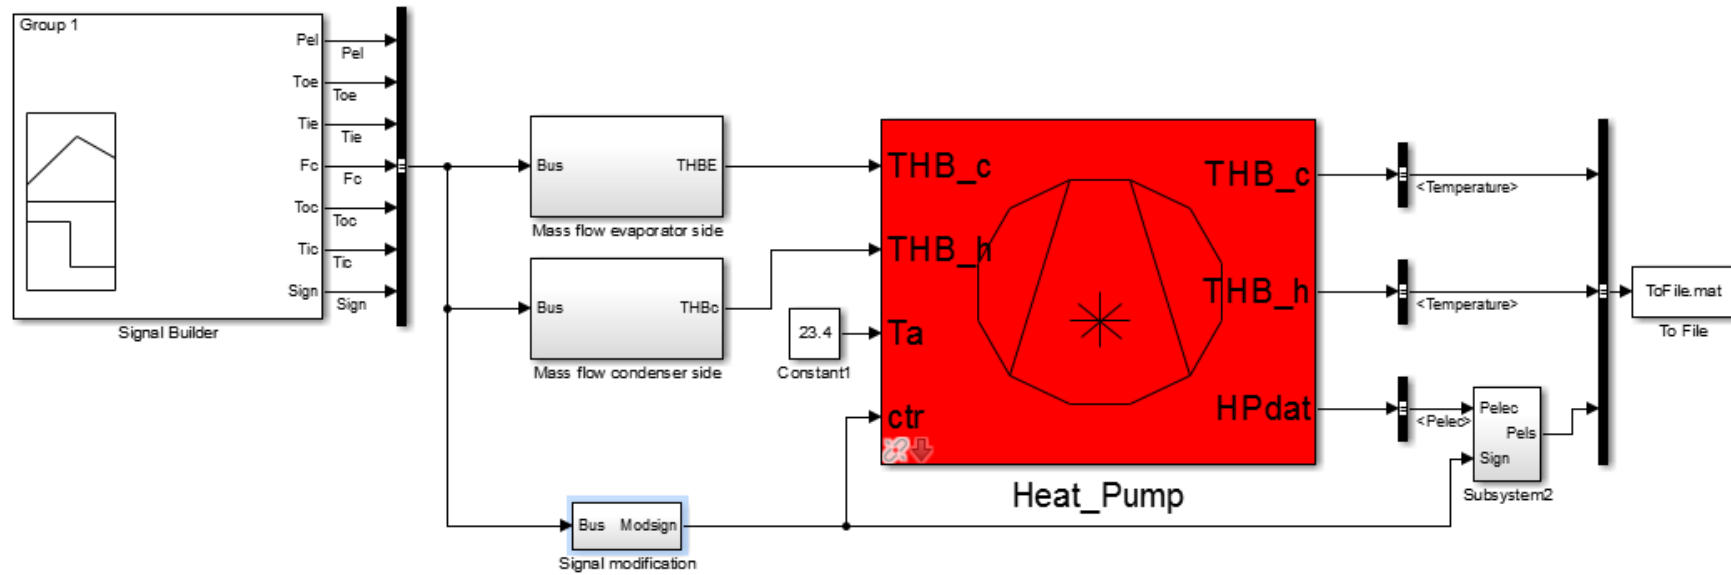 Group 1
Pel
Pel
Toe
Toe
Tie
Tie
Fc
Fc
Toc
Toc
Tic
Tic
Sign
Sign
Signal Builder
Bus THBE
Mass flow evaporator side
Bus THBc
Mass flow condenser side
23.4
Constant1
Bus Modsign
Signal modification
THB_c
THB_h
Ta
ctr
THB_c
THB_h
HPdat
Heat_Pump
<Temperature>
<Temperature>
<Pelec>
Pelec
Pels
Sign
Subsystem2
ToFile.mat
To File